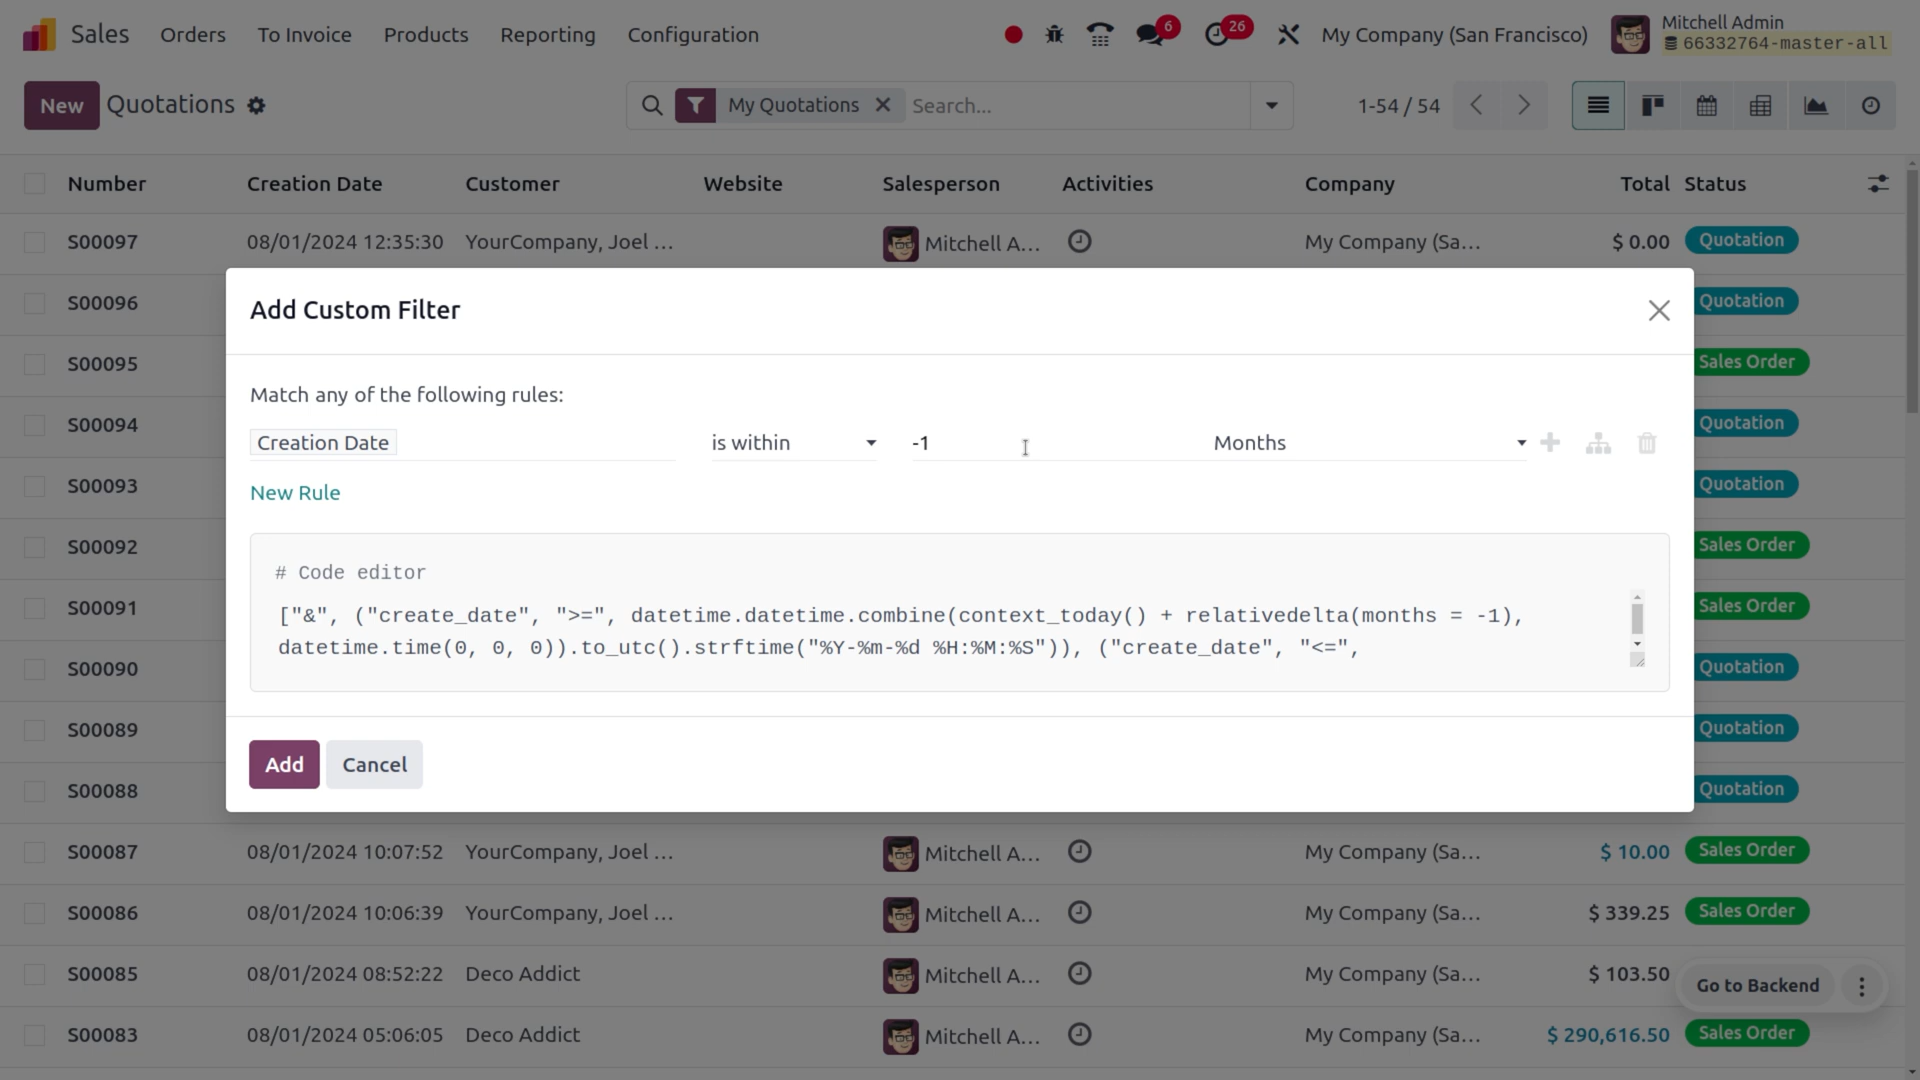 Sales Orders To Invoice Products Reporting Configuration 6 26 My Company (San Francisco) Mitchell Admin
66332764-master-all
New Quotations My Quotations Search... 1-54 / 54
Number Creation Date Customer Website Salesperson Activities Company Total Status
S00097 08/01/2024 12:35:30 YourCompany, Joel ... Mitchell A... My Company (Sa... $ 0.00 Quotation
S00096 Quotation
S00095 Sales Order
S00094 Quotation
S00093 Quotation
S00092 Sales Order
S00091 Sales Order
S00090 Quotation
S00089 Quotation
S00088 Quotation
Add Custom Filter
Match any of the following rules:
Creation Date is within -1 Months
New Rule
# Code editor
["&", ("create_date", ">=", datetime.datetime.combine(context_today() + relativedelta(months = -1),
datetime.time(0, 0, 0)).to_utc().strftime("%Y-%m-%d %H:%M:%S")), ("create_date", "<=",
Add Cancel
S00087 08/01/2024 10:07:52 YourCompany, Joel ... Mitchell A... My Company (Sa... $ 10.00 Sales Order
S00086 08/01/2024 10:06:39 YourCompany, Joel ... Mitchell A... My Company (Sa... $ 339.25 Sales Order
S00085 08/01/2024 08:52:22 Deco Addict Mitchell A... My Company (Sa... $ 103.50
Go to Backend
S00083 08/01/2024 05:06:05 Deco Addict Mitchell A... My Company (Sa... $ 290,616.50 Sales Order